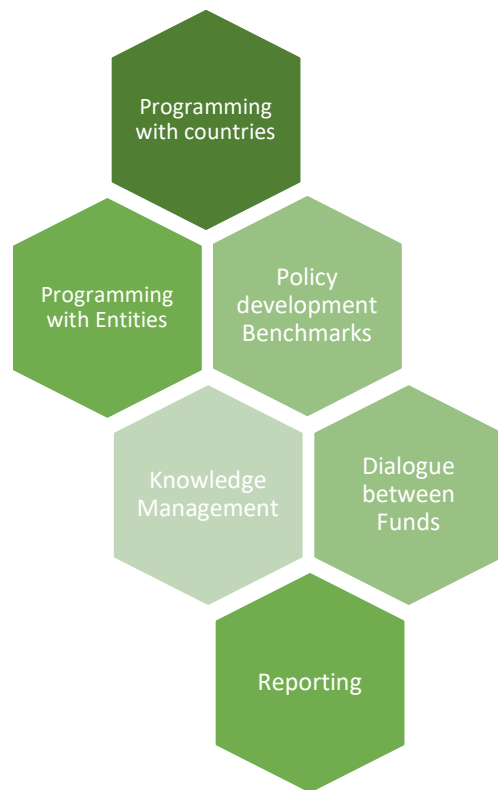 Programming
with countries
Programming
with Entities
Policy
development
Benchmarks
Knowledge
Management
Dialogue
between
Funds
Reporting